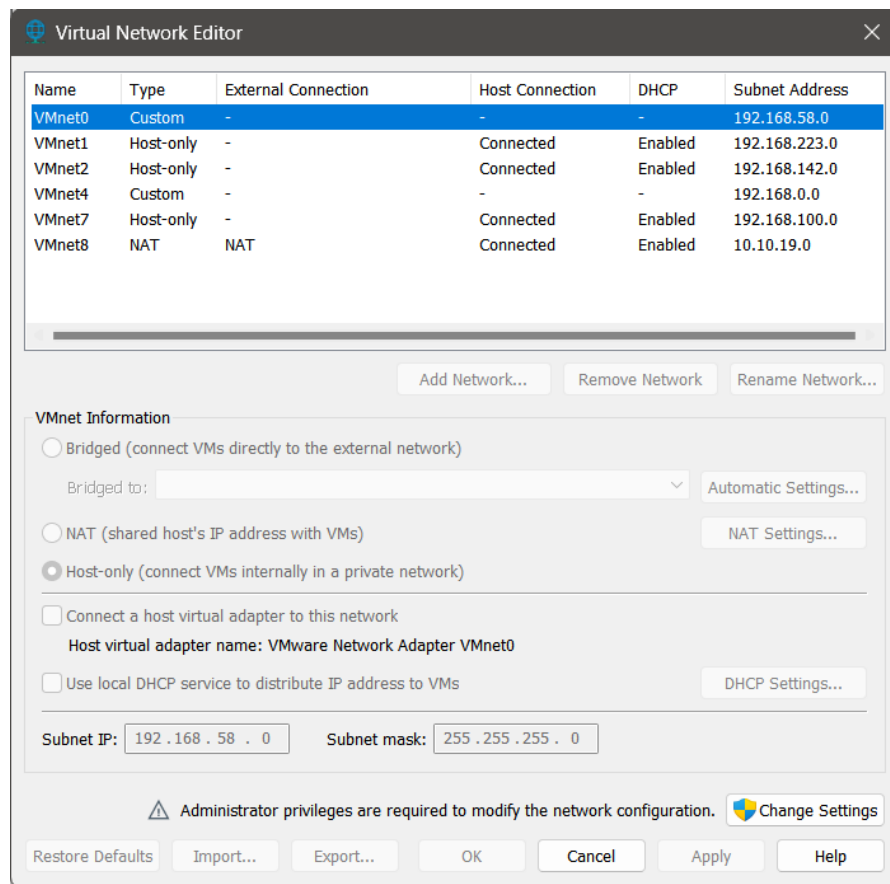 Virtual Network Editor
Name Type External Connection Host Connection DHCP Subnet Address
VMnet0 Custom - - - 192.168.58.0
VMnet1 Host-only - Connected Enabled 192.168.223.0
VMnet2 Host-only - Connected Enabled 192.168.142.0
VMnet4 Custom - - - 192.168.0.0
VMnet7 Host-only - Connected Enabled 192.168.100.0
VMnet8 NAT NAT Connected Enabled 10.10.19.0
Add Network... Remove Network Rename Network...
VMnet Information
Bridged (connect VMs directly to the external network)
Bridged to: Automatic Settings...
NAT (shared host's IP address with VMs) NAT Settings...
Host-only (connect VMs internally in a private network)
Connect a host virtual adapter to this network
Host virtual adapter name: VMware Network Adapter VMnet0
Use local DHCP service to distribute IP address to VMs DHCP Settings...
Subnet IP: 192 . 168 . 58 . 0 Subnet mask: 255 . 255 . 255 . 0
Administrator privileges are required to modify the network configuration. Change Settings
Restore Defaults Import... Export... OK Cancel Apply Help